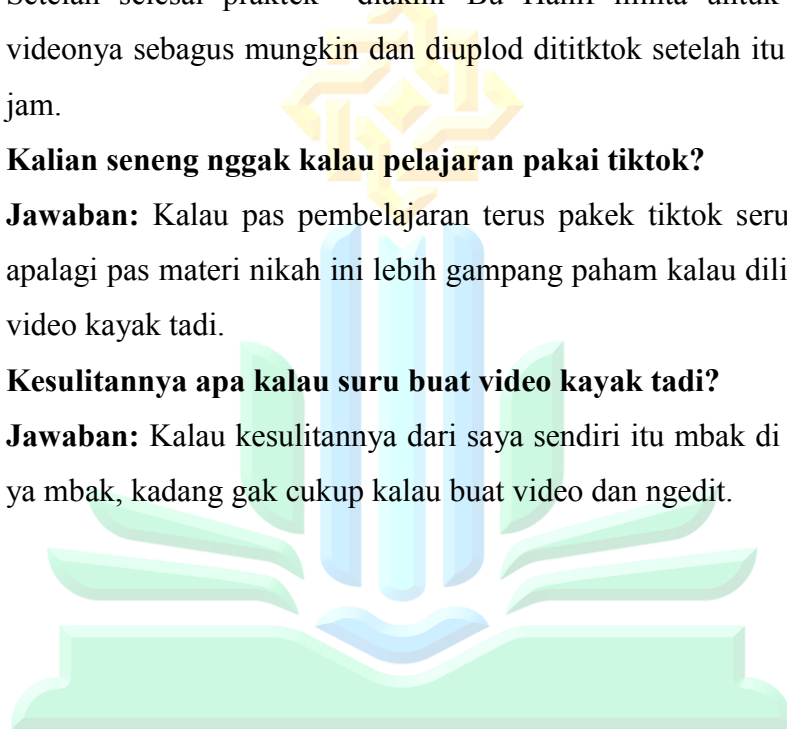 videonya sebagus mungkin dan diuplod dititktok setelah itu
jam.
Kalian seneng nggak kalau pelajaran pakai tiktok?
Jawaban: Kalau pas pembelajaran terus pakek tiktok seru
apalagi pas materi nikah ini lebih gampang paham kalau dili
video kayak tadi.
Kesulitannya apa kalau suru buat video kayak tadi?
Jawaban: Kalau kesulitannya dari saya sendiri itu mbak di
ya mbak, kadang gak cukup kalau buat video dan ngedit.